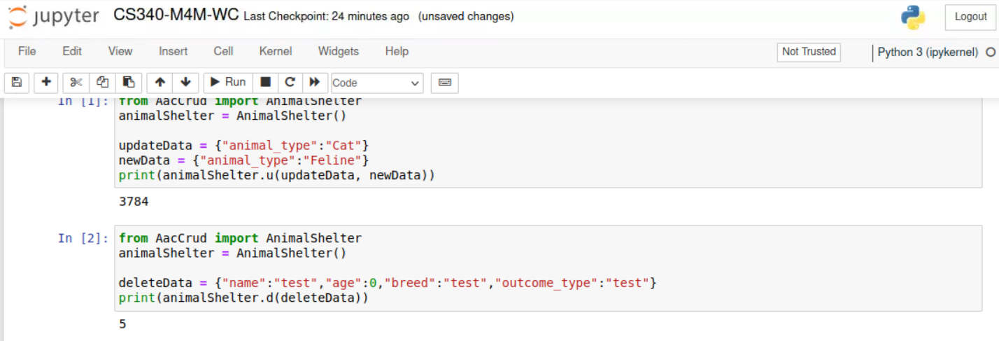 jupyter CS340-M4M-WC Last Checkpoint: 24 minutes ago (unsaved changes) Logout
File Edit View Insert Cell Kernel Widgets Help Not Trusted Python 3 (ipykernel)
Run Code
In [1]: from AacCrud import AnimalShelter
animalShelter = AnimalShelter()
updateData = {"animal_type":"Cat"}
newData = {"animal_type":"Feline"}
print(animalShelter.u(updateData, newData))
3784
In [2]: from AacCrud import AnimalShelter
animalShelter = AnimalShelter()
deleteData = {"name":"test","age":0,"breed":"test","outcome_type":"test"}
print(animalShelter.d(deleteData))
5